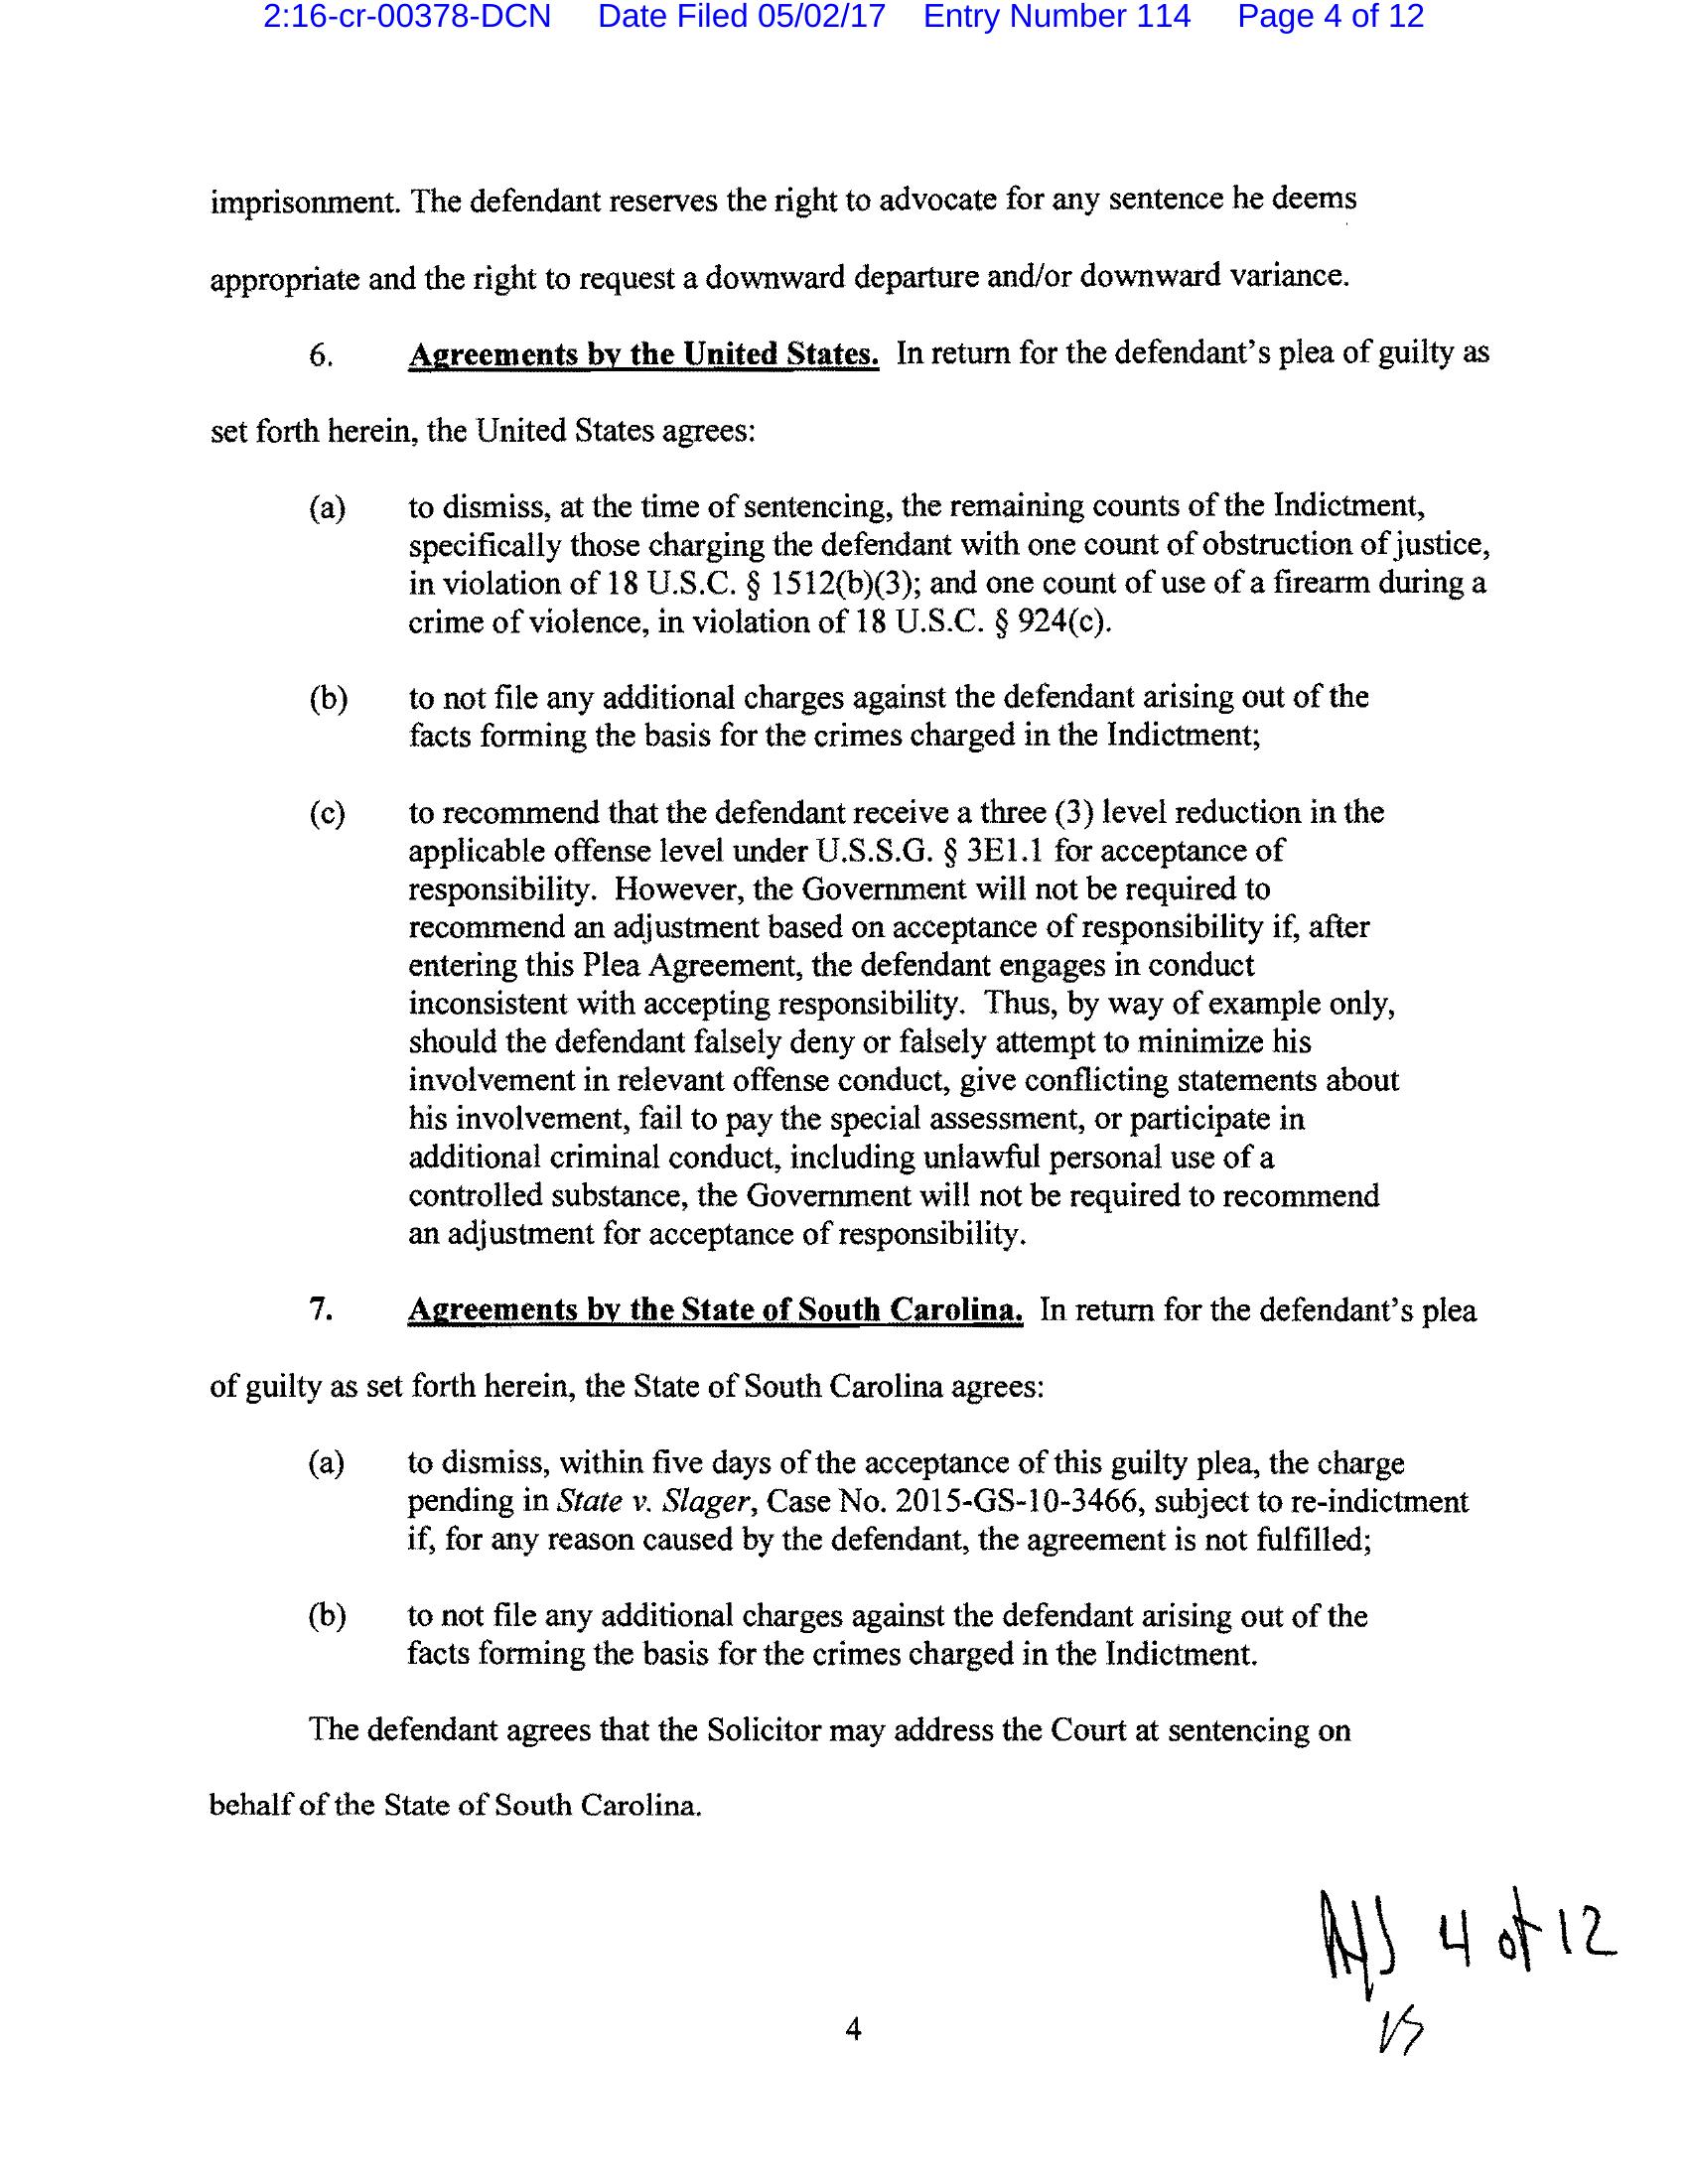 2:16-cr-00378-DCN Date Filed 05/02/17 Entry Number 114 Page 4 of 12
imprisonment. The defendant reserves the right to advocate for any sentence he deems
appropriate and the right to request a downward departure and/or downward variance.
6. Agreements by the United States. In return for the defendant's plea of guilty as
set forth herein, the United States agrees:
(a) to dismiss, at the time of sentencing, the remaining counts of the Indictment,
specifically those charging the defendant with one count of obstruction of justice,
in violation of 18 U.S.C. § 1512(b)(3); and one count of use of a firearm during a
crime of violence, in violation of 18 U.S.C. § 924(c).
(b) to not file any additional charges against the defendant arising out of the
facts forming the basis for the crimes charged in the Indictment;
(c) to recommend that the defendant receive a three (3) level reduction in the
applicable offense level under U.S.S.G. § 3E1.1 for acceptance of
responsibility. However, the Government will not be required to
recommend an adjustment based on acceptance of responsibility if, after
entering this Plea Agreement, the defendant engages in conduct
inconsistent with accepting responsibility. Thus, by way of example only,
should the defendant falsely deny or falsely attempt to minimize his
involvement in relevant offense conduct, give conflicting statements about
his involvement, fail to pay the special assessment, or participate in
additional criminal conduct, including unlawful personal use of a
controlled substance, the Government will not be required to recommend
an adjustment for acceptance of responsibility.
7. Agreements by the State of South Carolina. In return for the defendant's plea
of guilty as set forth herein, the State of South Carolina agrees:
(a) to dismiss, within five days of the acceptance of this guilty plea, the charge
pending in State v. Slager, Case No. 2015-GS-10-3466, subject to re-indictment
if, for any reason caused by the defendant, the agreement is not fulfilled;
(b) to not file any additional charges against the defendant arising out of the
facts forming the basis for the crimes charged in the Indictment.
The defendant agrees that the Solicitor may address the Court at sentencing on
behalf of the State of South Carolina.
4 of 12
4